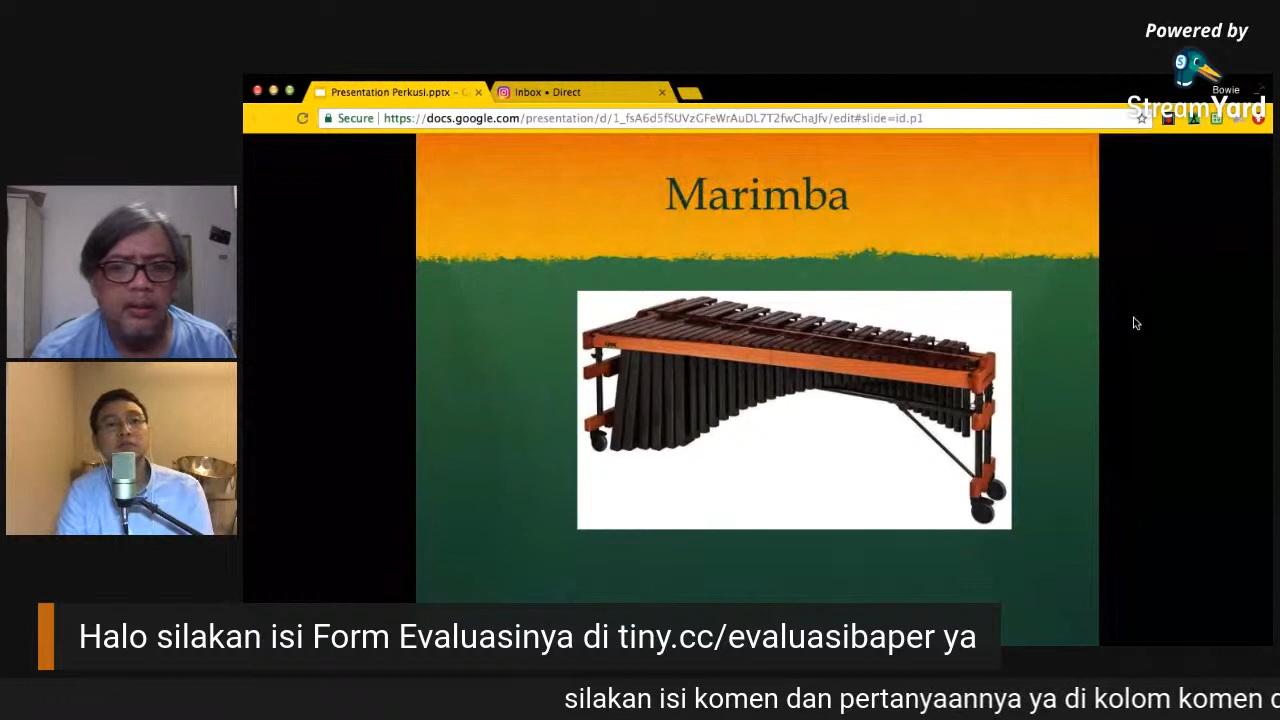 Powered by
Bowie
StreamYard
Presentation Perkusi.pptx - G
Inbox • Direct
Secure | https://docs.google.com/presentation/d/1_fsA6d5fSUVzGFeWrAuDL7T2fwChaJfv/edit#slide=id.p1
Marimba
Halo silakan isi Form Evaluasinya di tiny.cc/evaluasibaper ya
silakan isi komen dan pertanyaannya ya di kolom komen d